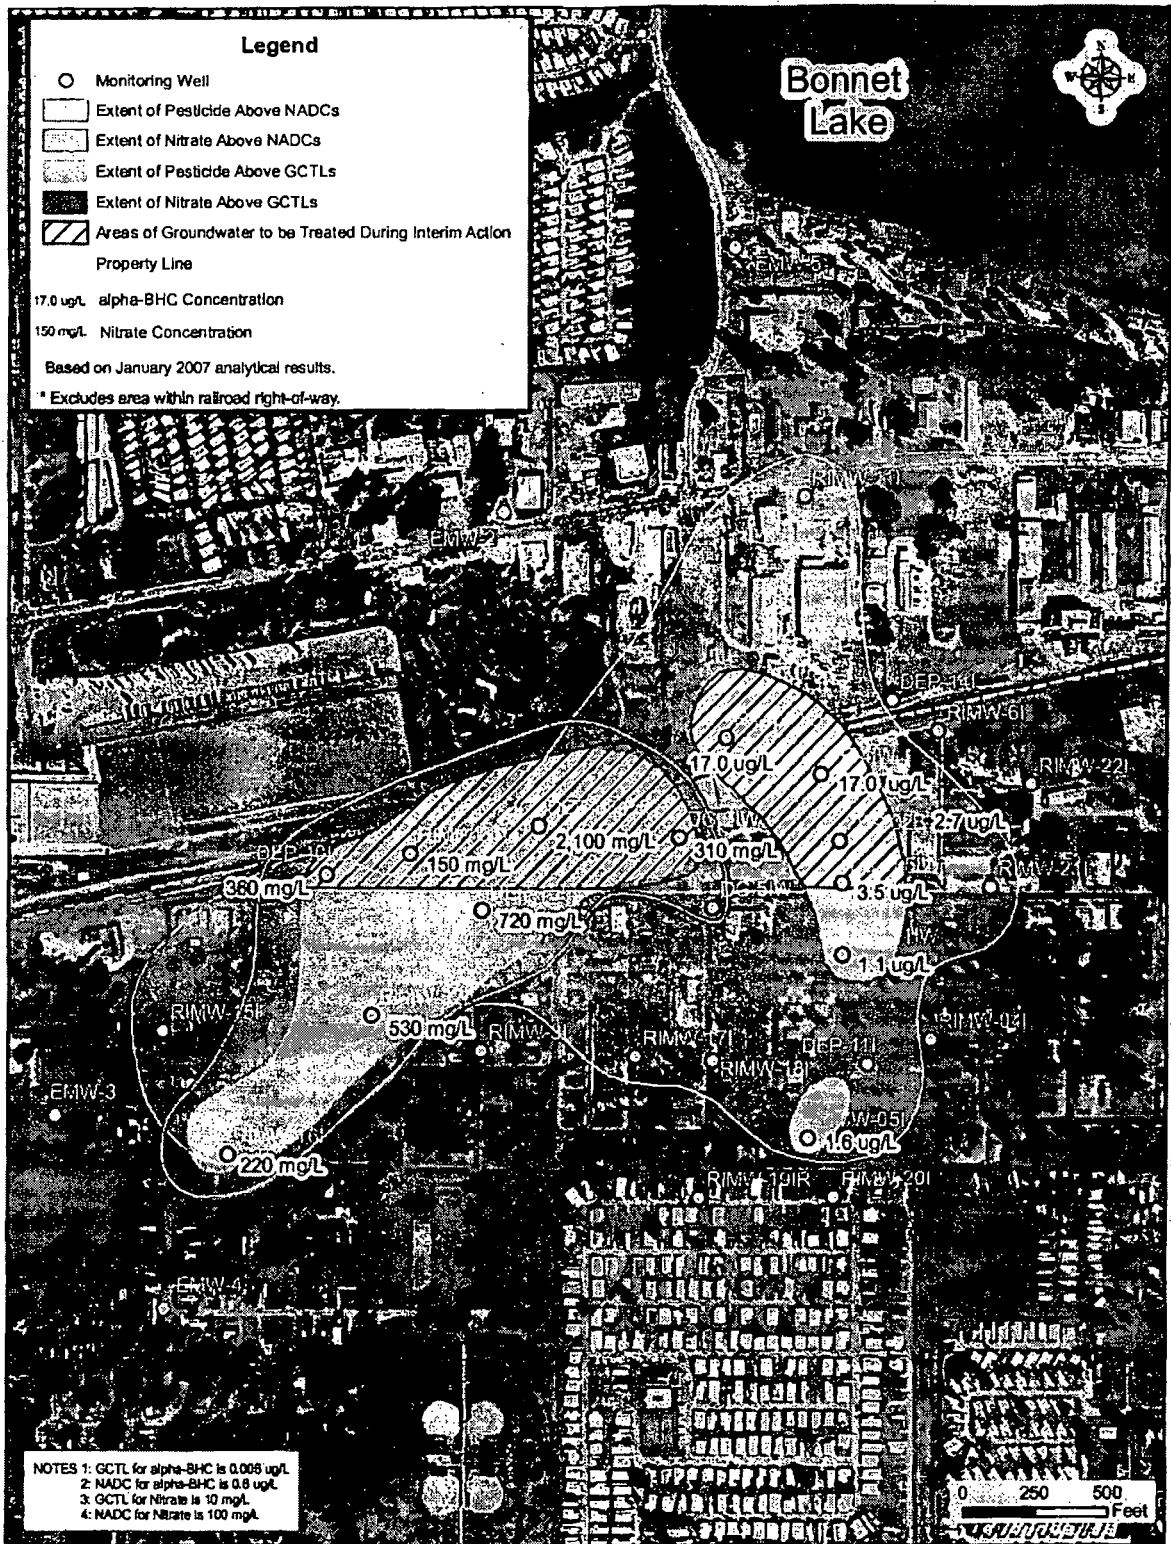 Legend
Monitoring Well
Extent of Pesticide Above NADCs
Extent of Nitrate Above NADCs
Extent of Pesticide Above GCTLs
Extent of Nitrate Above GCTLs
Areas of Groundwater to be Treated During Interim Action
Property Line
17.0 ug/L alpha-BHC Concentration
150 mg/L Nitrate Concentration
Based on January 2007 analytical results.
* Excludes area within railroad right-of-way.
Bonnet
Lake
N
W E
S
EMW-2
DEP-14I
RIMW-6I
RIMW-22I
17.0 ug/L
17.0 ug/L
2.7 ug/L
2,100 mg/L
310 mg/L
150 mg/L
360 mg/L
3.5 ug/L
720 mg/L
1.1 ug/L
RIMW-15I
530 mg/L
RIMW-17I
RIMW-18I
DEP-11I
RIMW-04I
EMW-3
W-05I
1.6 ug/L
220 mg/L
RIMW-19IR
RIMW-20I
EMW-4
NOTES 1: GCTL for alpha-BHC is 0.006 ug/L
2: NADC for alpha-BHC is 0.6 ug/L
3: GCTL for Nitrate is 10 mg/L
4: NADC for Nitrate is 100 mg/L
0 250 500
Feet